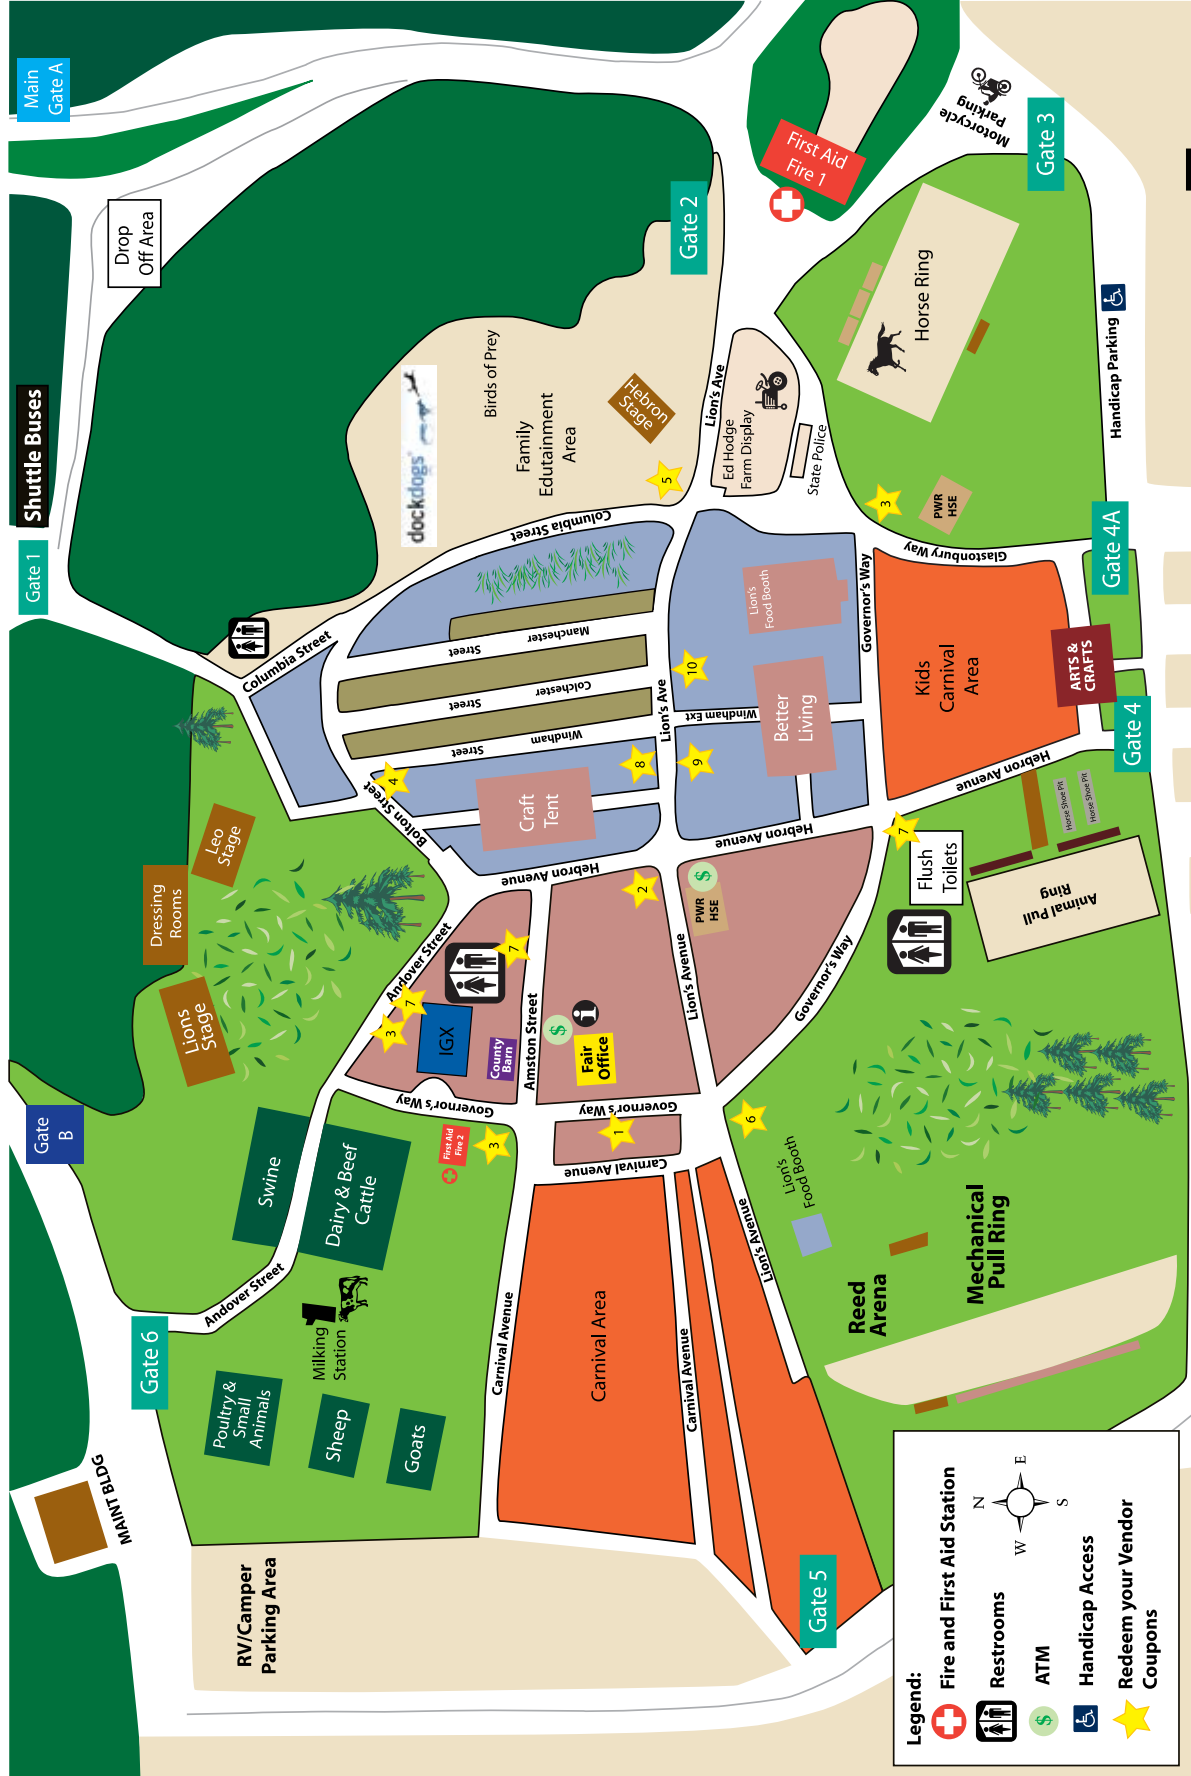 Main
Gate A
Drop
Off Area
Shuttle Buses
Gate 1
Gate 2
First Aid
Fire 1
Motorcycle
Parking
Gate 3
Horse Ring
Handicap Parking
Birds of Prey
dockdogs
Family
Edutainment
Area
Hebron
Stage
5
Lion's Ave
Ed Hodge
Farm Display
State Police
3
PWR
HSE
Glastonbury Way
Gate 4A
Columbia Street
Columbia Street
Manchester
Street
Colchester
Street
Windham
Street
Lion's Ave
Windham Ext
10
9
8
4
Lion's
Food Booth
Better
Living
Governor's Way
Kids
Carnival
Area
ARTS &
CRAFTS
Gate 4
Hebron Avenue
Horse Shoe Pit
Horse Shoe Pit
Animal Pull
Ring
7
Flush
Toilets
Hebron Avenue
Bolton Street
Craft
Tent
Hebron Avenue
2
$
PWR
HSE
Lion's Avenue
Governor's Way
Leo
Stage
Dressing
Rooms
Lions
Stage
Andover Street
7
7
3
IGX
County
Barn
Amston Street
$
i
Fair
Office
Gate
B
Governor's Way
Governor's Way
First Aid
Fire 2
3
1
Carnival Avenue
6
Lion's
Food Booth
Swine
Dairy & Beef
Cattle
Andover Street
Gate 6
Milking
Station
Poultry &
Small
Animals
Sheep
Goats
Carnival Avenue
Carnival Area
Carnival Avenue
Lion's Avenue
Reed
Arena
Mechanical
Pull Ring
MAINT BLDG
RV/Camper
Parking Area
Gate 5
Legend:
Fire and First Aid Station
Restrooms
$
ATM
Handicap Access
Redeem your Vendor
Coupons
N
E
S
W